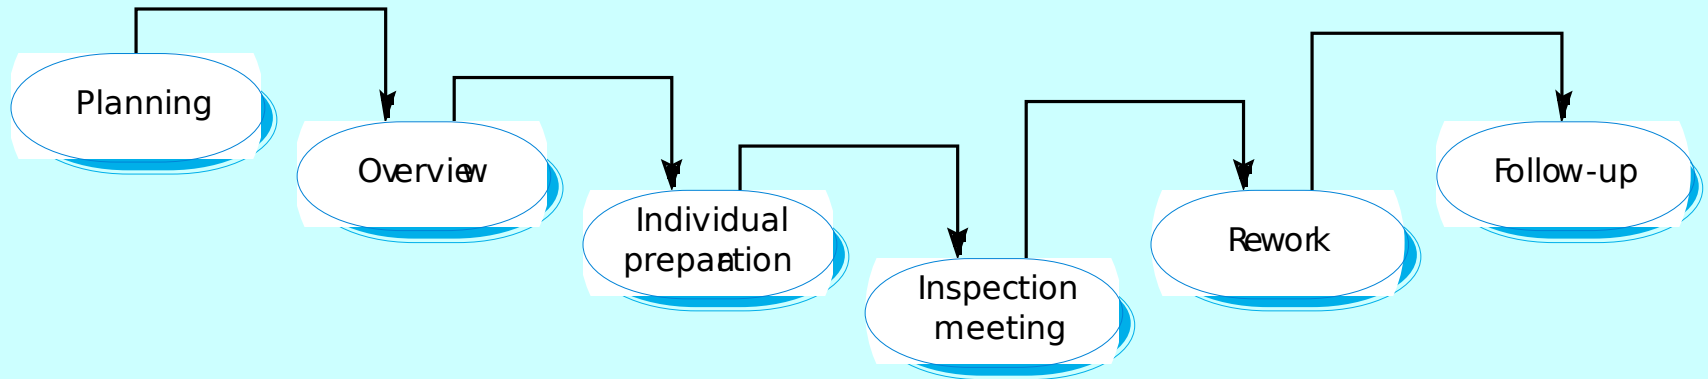 Planning
Overview
Individual
preparation
Inspection
meeting
Rework
Follow-up